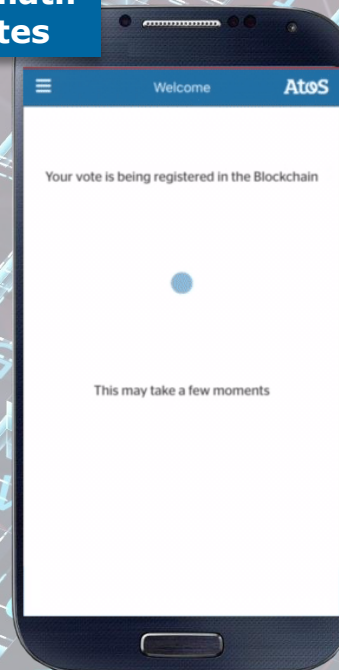 tes
Welcome
Atos
Your vote is being registered in the Blockchain
This may take a few moments